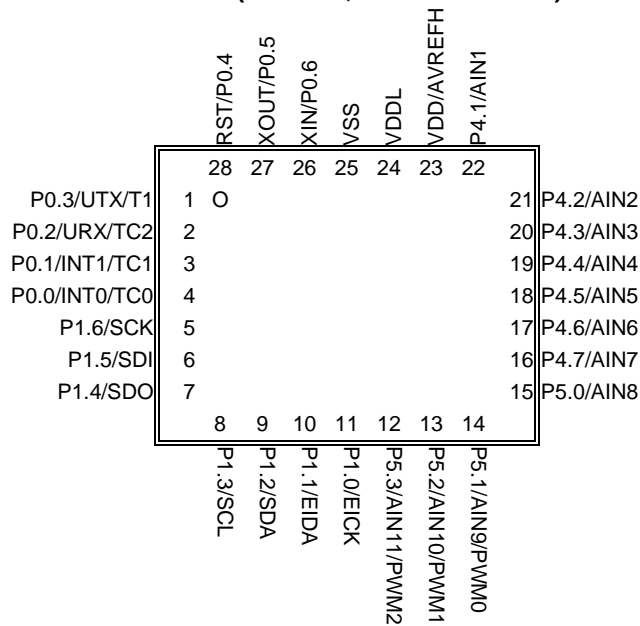 RST/P0.4
XOUT/P0.5
XIN/P0.6
VSS
VDDL
VDD/AVREFH
P4.1/AIN1
28 27 26 25 24 23 22
P0.3/UTX/T1 1 O 21 P4.2/AIN2
P0.2/URX/TC2 2 20 P4.3/AIN3
P0.1/INT1/TC1 3 19 P4.4/AIN4
P0.0/INT0/TC0 4 18 P4.5/AIN5
P1.6/SCK 5 17 P4.6/AIN6
P1.5/SDI 6 16 P4.7/AIN7
P1.4/SDO 7 15 P5.0/AIN8
8 9 10 11 12 13 14
P1.3/SCL
P1.2/SDA
P1.1/EIDA
P1.0/EICK
P5.3/AIN11/PWM2
P5.2/AIN10/PWM1
P5.1/AIN9/PWM0